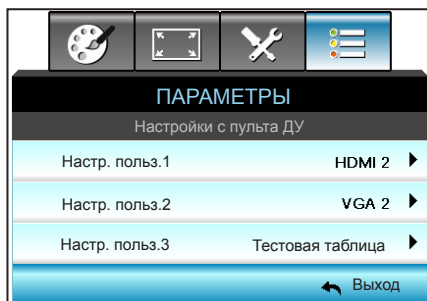 ПАРАМЕТРЫ
Настройки с пульта ДУ
Настр. польз.1 HDMI 2
Настр. польз.2 VGA 2
Настр. польз.3 Тестовая таблица
Выход